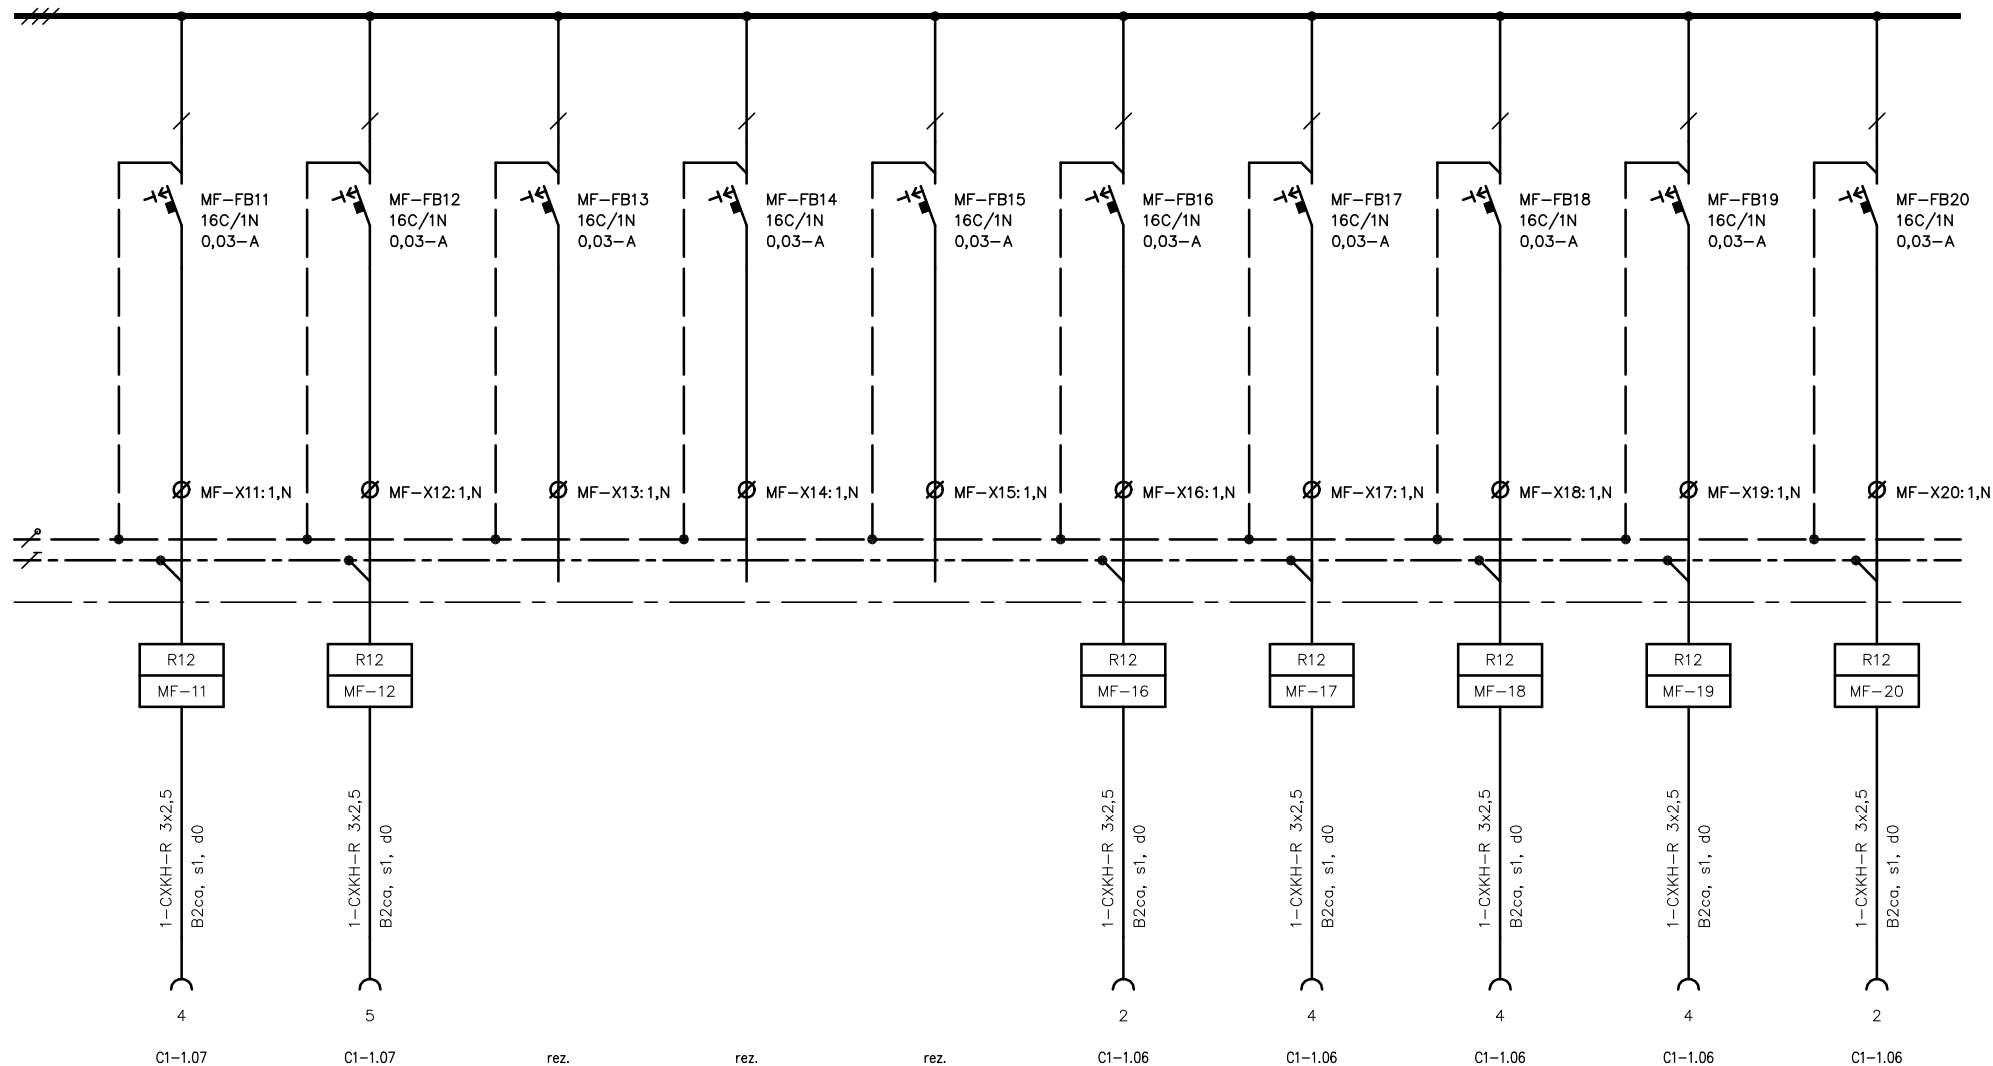 MF-FB11
16C/1N
0,03-A
MF-FB12
16C/1N
0,03-A
MF-FB13
16C/1N
0,03-A
MF-FB14
16C/1N
0,03-A
MF-FB15
16C/1N
0,03-A
MF-FB16
16C/1N
0,03-A
MF-FB17
16C/1N
0,03-A
MF-FB18
16C/1N
0,03-A
MF-FB19
16C/1N
0,03-A
MF-FB20
16C/1N
0,03-A
MF-X11:1,N
MF-X12:1,N
MF-X13:1,N
MF-X14:1,N
MF-X15:1,N
MF-X16:1,N
MF-X17:1,N
MF-X18:1,N
MF-X19:1,N
MF-X20:1,N
R12
MF-11
R12
MF-12
R12
MF-16
R12
MF-17
R12
MF-18
R12
MF-19
R12
MF-20
1-CXKH-R 3x2,5
B2ca, s1, d0
1-CXKH-R 3x2,5
B2ca, s1, d0
1-CXKH-R 3x2,5
B2ca, s1, d0
1-CXKH-R 3x2,5
B2ca, s1, d0
1-CXKH-R 3x2,5
B2ca, s1, d0
1-CXKH-R 3x2,5
B2ca, s1, d0
1-CXKH-R 3x2,5
B2ca, s1, d0
4
5
2
4
4
4
2
C1-1.07
C1-1.07
rez.
rez.
rez.
C1-1.06
C1-1.06
C1-1.06
C1-1.06
C1-1.06